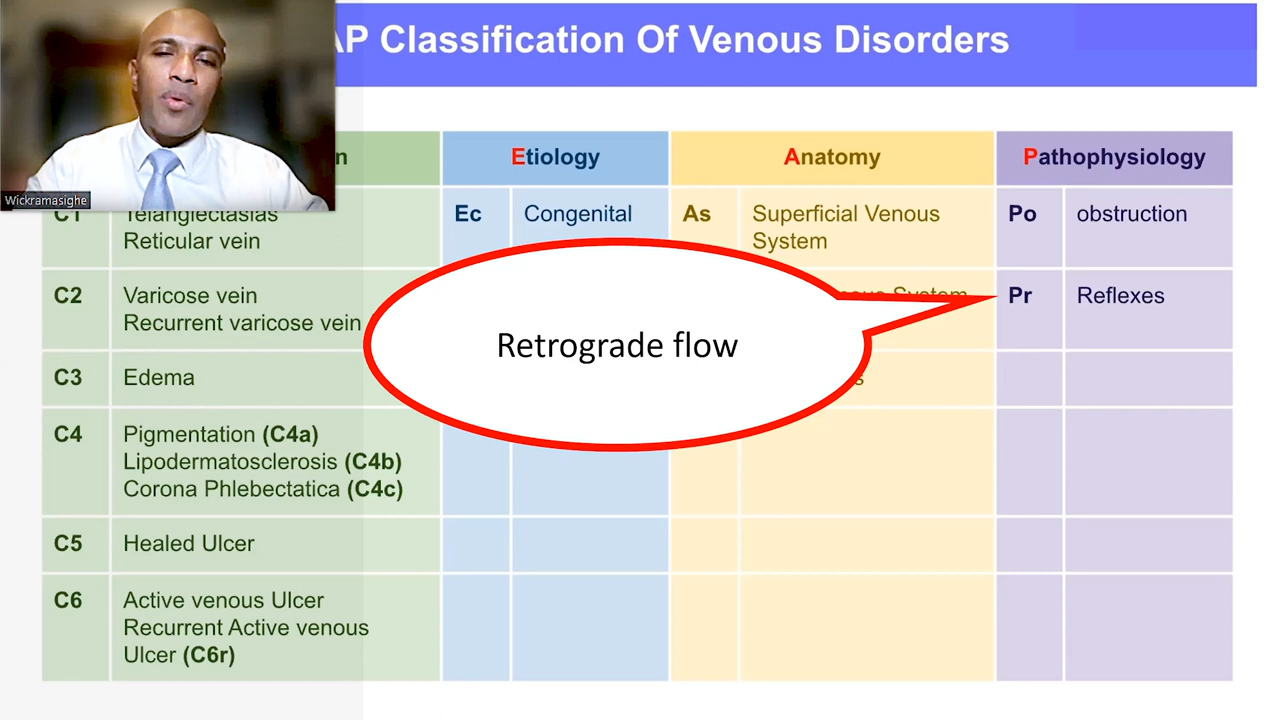 AP Classification Of Venous Disorders
Wickramasighe
n
Etiology
Anatomy
Pathophysiology
C1
Telangiectasias
Reticular vein
Ec
Congenital
As
Superficial Venous
System
Po
obstruction
C2
Varicose vein
Recurrent varicose vein
System
Pr
Reflexes
Retrograde flow
C3
Edema
s
C4
Pigmentation (C4a)
Lipodermatosclerosis (C4b)
Corona Phlebectatica (C4c)
C5
Healed Ulcer
C6
Active venous Ulcer
Recurrent Active venous
Ulcer (C6r)